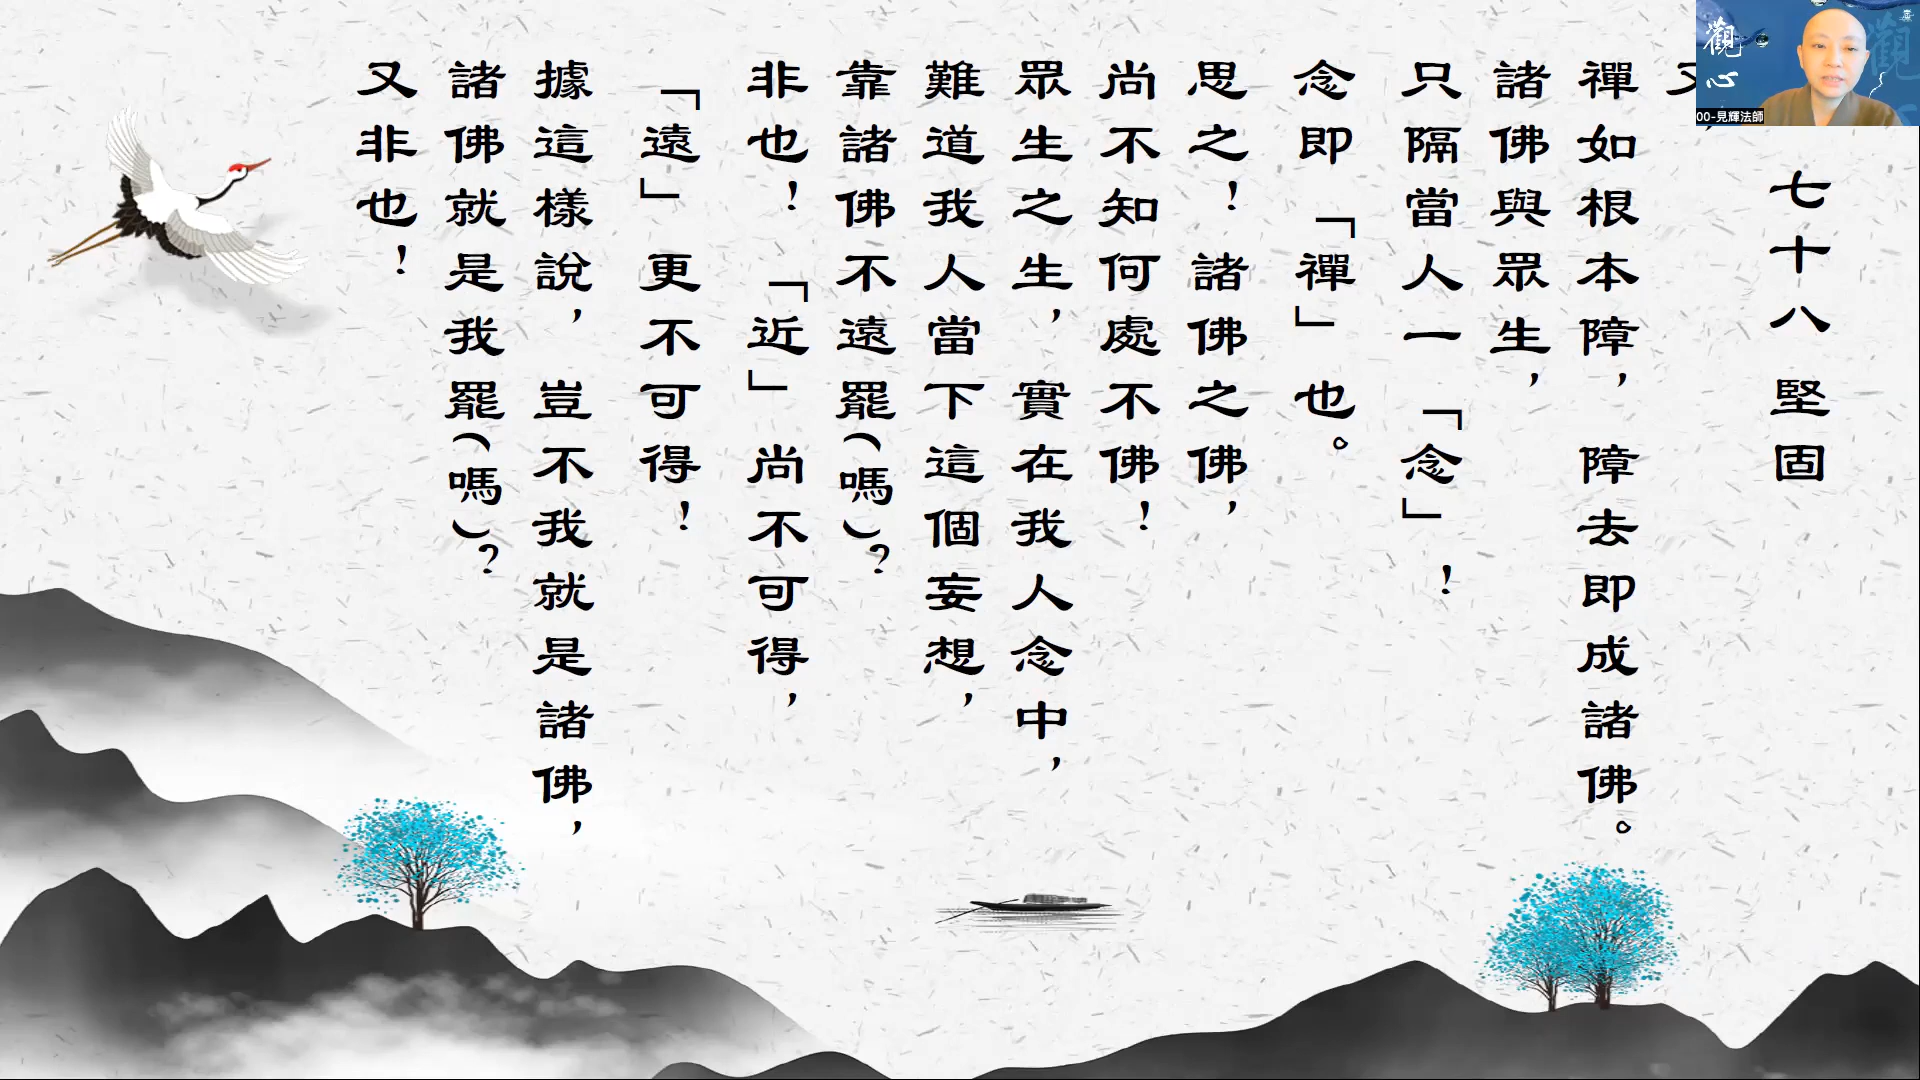 七十八 堅固
禪如根本障，障去即成諸佛。
諸佛與眾生，
只隔當人一「念」！
念即「禪」也。
思之！諸佛之佛，
尚不知何處不佛！
眾生之生，實在我人念中，
難道我人當下這個妄想，
靠諸佛不遠罷(嗎)？
非也！「近」尚不可得，
「遠」更不可得！
據這樣說，豈不我就是諸佛，
諸佛就是我罷(嗎)？
又非也！
觀心
00-見輝法師